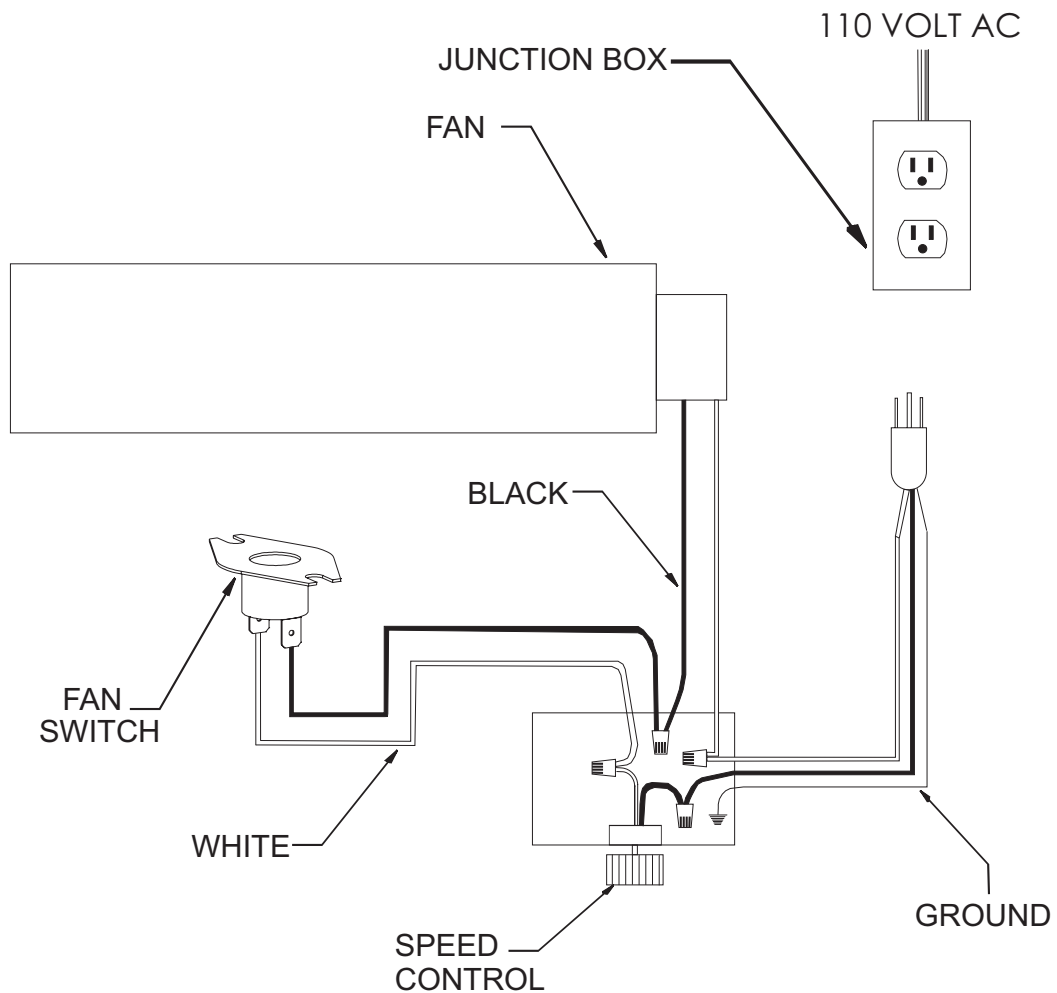 110 VOLT AC
JUNCTION BOX
FAN
BLACK
FAN
SWITCH
WHITE
GROUND
SPEED
CONTROL